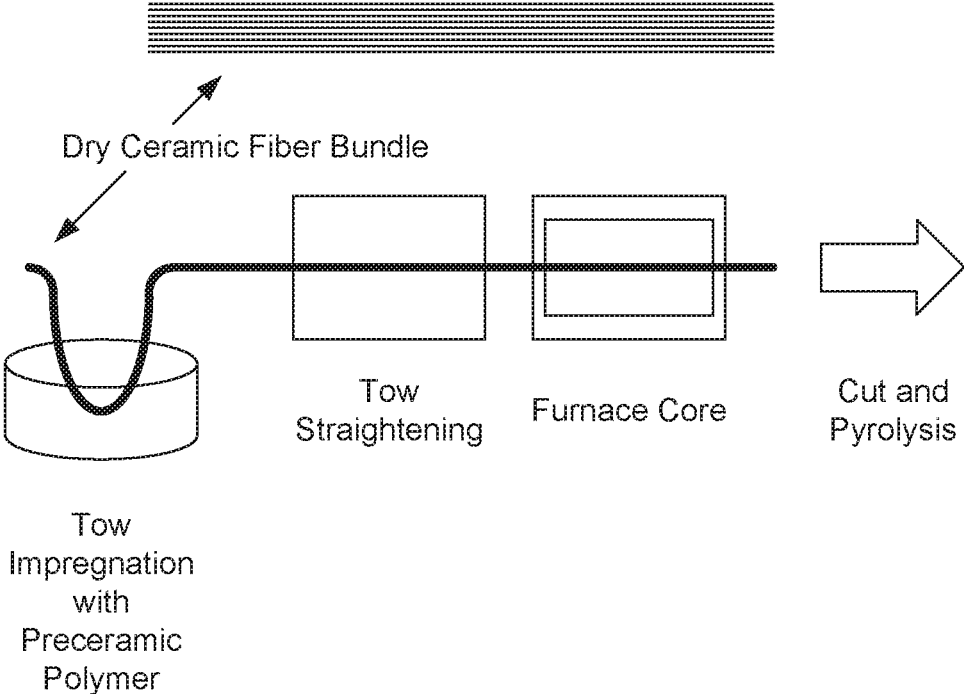 Dry Ceramic Fiber Bundle
Tow
Straightening
Furnace Core
Cut and
Pyrolysis
Tow
Impregnation
with
Preceramic
Polymer